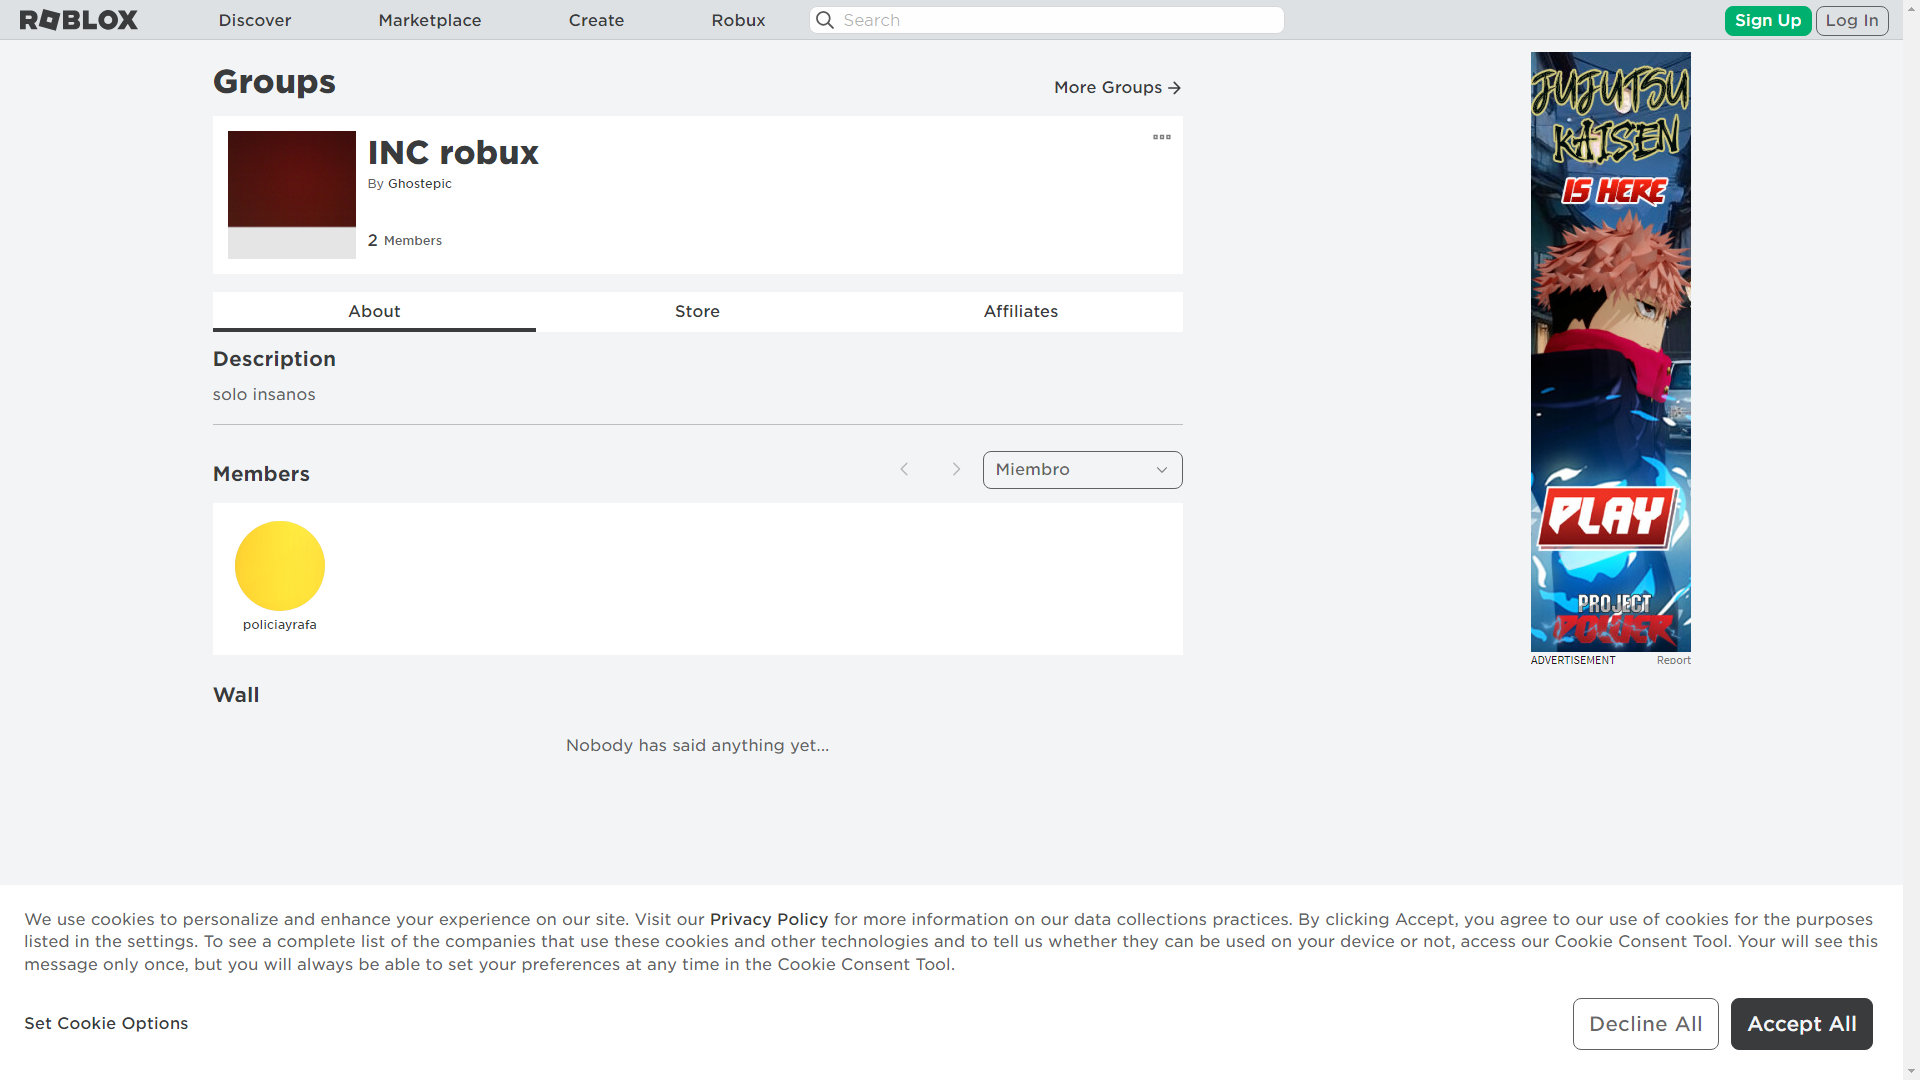 ROBLOX
Discover
Marketplace
Create
Robux
Search
Sign Up
Log In
Groups
More Groups
INC robux
By Ghostepic
2 Members
About
Store
Affiliates
Description
solo insanos
Members
Miembro
policiayrafa
Wall
Nobody has said anything yet...
JUJUTSU
KAISEN
IS HERE
PLAY
PROJECT
POWER
ADVERTISEMENT
Report
We use cookies to personalize and enhance your experience on our site. Visit our Privacy Policy for more information on our data collections practices. By clicking Accept, you agree to our use of cookies for the purposes
listed in the settings. To see a complete list of the companies that use these cookies and other technologies and to tell us whether they can be used on your device or not, access our Cookie Consent Tool. Your will see this
message only once, but you will always be able to set your preferences at any time in the Cookie Consent Tool.
Set Cookie Options
Decline All
Accept All